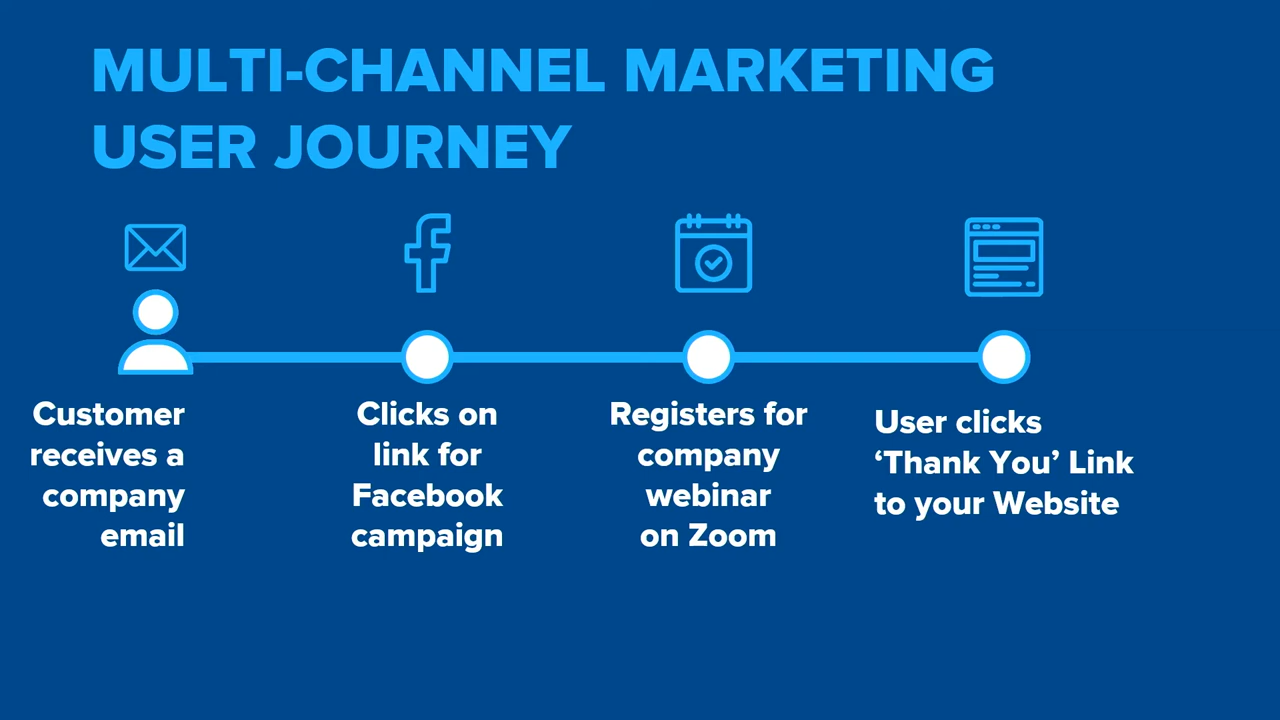 MULTI-CHANNEL MARKETING
USER JOURNEY
Customer
receives a
company
email
Clicks on
link for
Facebook
campaign
Registers for
company
webinar
on Zoom
User clicks
‘Thank You’ Link
to your Website